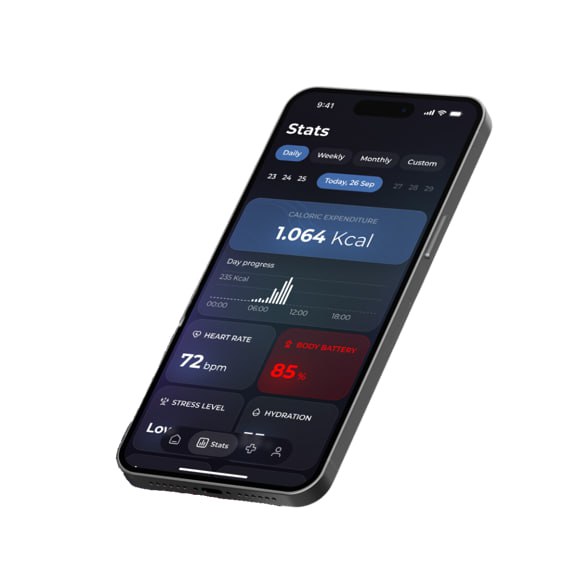 9:41
Stats
Daily Weekly Monthly Custom
23 24 25 Today, 26 Sep 27 28 29
CALORIC EXPENDITURE
1.064 Kcal
Day progress
235 Kcal
00:00 06:00 12:00 18:00
HEART RATE
72 bpm
BODY BATTERY
85 %
STRESS LEVEL
HYDRATION
Stats